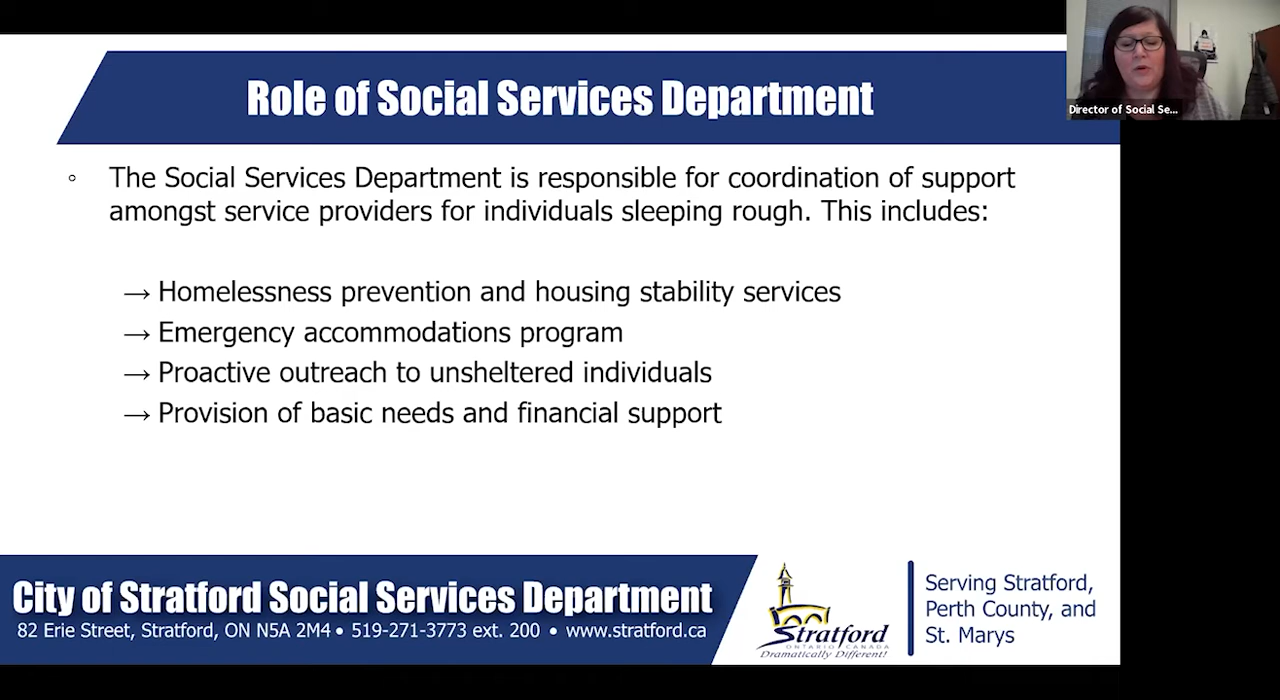 Role of Social Services Department
Director of Social Se...
◦ The Social Services Department is responsible for coordination of support
amongst service providers for individuals sleeping rough. This includes:
→ Homelessness prevention and housing stability services
→ Emergency accommodations program
→ Proactive outreach to unsheltered individuals
→ Provision of basic needs and financial support
City of Stratford Social Services Department
82 Erie Street, Stratford, ON N5A 2M4 • 519-271-3773 ext. 200 • www.stratford.ca
Stratford
ONTARIO CANADA
Dramatically Different!
Serving Stratford,
Perth County, and
St. Marys